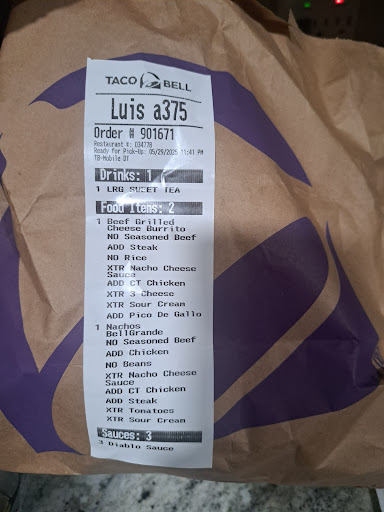 TACO BELL
Luis a375
Order # 901671
Restaurant #: 034778
Ready for Pick-Up: 05/29/2025 11:41 PM
TB-Mobile OT
Drinks: 1
1 LRG SWEET TEA
Food Items: 2
1 Beef Grilled
Cheese Burrito
NO Seasoned Beef
ADD Steak
NO Rice
XTR Nacho Cheese
Sauce
ADD CT Chicken
XTR 3 Cheese
XTR Sour Cream
ADD Pico De Gallo
1 Nachos
BellGrande
NO Seasoned Beef
ADD Chicken
NO Beans
XTR Nacho Cheese
Sauce
ADD CT Chicken
ADD Steak
XTR Tomatoes
XTR Sour Cream
Sauces: 3
3 Diablo Sauce